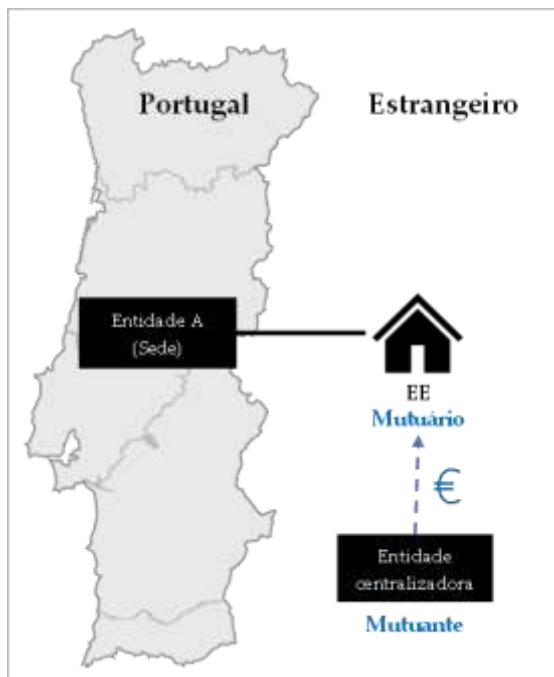 Portugal
Estrangeiro
Entidade A
(Sede)
EE
Mutuário
€
Entidade
centralizadora
Mutuante